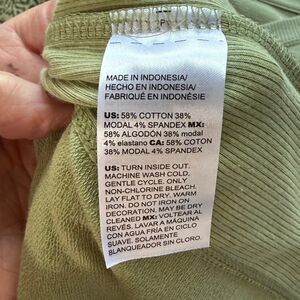 MADE IN INDONESIA/
HECHO EN INDONESIA/
FABRIQUÉ EN INDONÉSIE
US: 58% COTTON 38%
MODAL 4% SPANDEX MX:
58% ALGODÓN 38% modal
4% elastano CA: 58% COTON
38% MODAL 4% SPANDEX
US: TURN INSIDE OUT.
MACHINE WASH COLD,
GENTLE CYCLE. ONLY
NON-CHLORINE BLEACH.
LAY FLAT TO DRY. WARM
IRON. DO NOT IRON ON
DECORATION. MAY BE DRY
CLEANED MX: VOLTEAR AL
REVÉS. LAVAR A MÁQUINA
CON AGUA FRÍA EN CICLO
SUAVE. SOLAMENTE
BLANQUEADOR SIN CLORO.